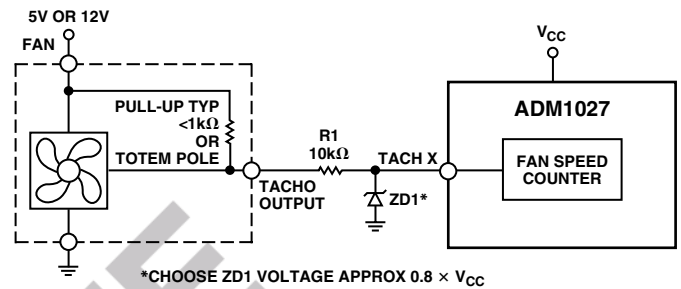 5V OR 12V
FAN
PULL-UP TYP
<1kΩ
OR
TOTEM POLE
TACHO
OUTPUT
R1
10kΩ
TACH X
ZD1*
VCC
ADM1027
FAN SPEED
COUNTER
*CHOOSE ZD1 VOLTAGE APPROX 0.8 × VCC